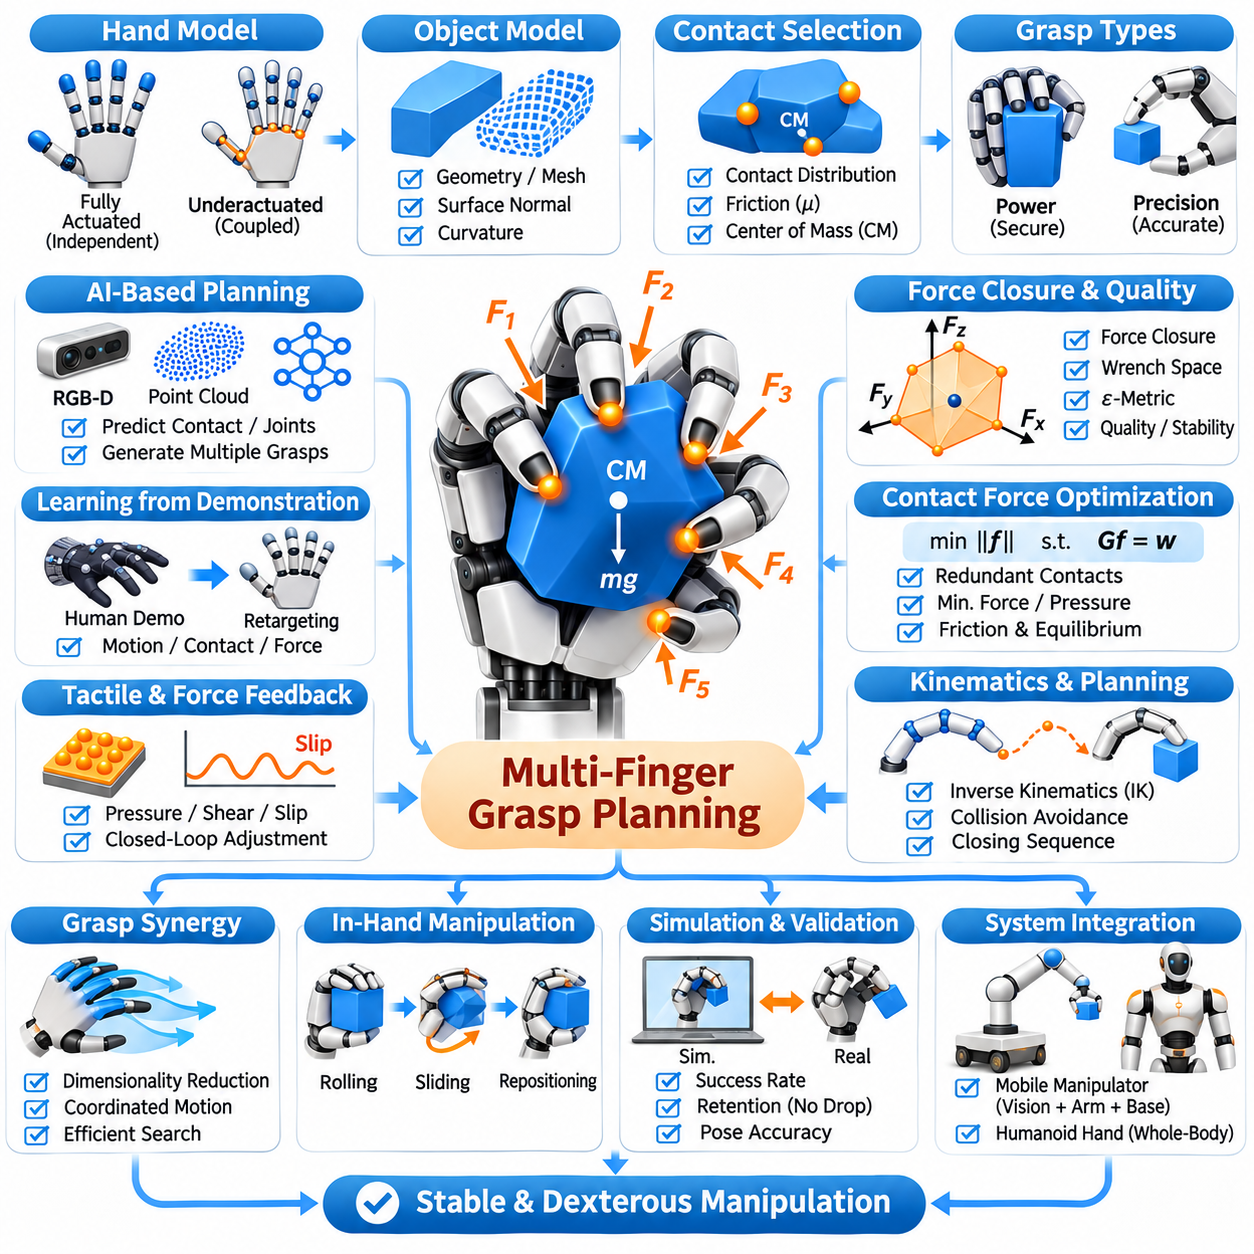 Hand Model
Fully
Actuated
(Independent)
Underactuated
(Coupled)
Object Model
Geometry / Mesh
Surface Normal
Curvature
Contact Selection
CM
Contact Distribution
Friction (μ)
Center of Mass (CM)
Grasp Types
Power
(Secure)
Precision
(Accurate)
AI-Based Planning
RGB-D
Point Cloud
Predict Contact / Joints
Generate Multiple Grasps
Learning from Demonstration
Human Demo
Retargeting
Motion / Contact / Force
Tactile & Force Feedback
Slip
Pressure / Shear / Slip
Closed-Loop Adjustment
F1
F2
F3
F4
F5
CM
mg
Force Closure & Quality
Fz
Fy
Fx
Force Closure
Wrench Space
ε-Metric
Quality / Stability
Contact Force Optimization
min ||f|| s.t. Gf = w
Redundant Contacts
Min. Force / Pressure
Friction & Equilibrium
Kinematics & Planning
Inverse Kinematics (IK)
Collision Avoidance
Closing Sequence
Multi-Finger
Grasp Planning
Grasp Synergy
Dimensionality Reduction
Coordinated Motion
Efficient Search
In-Hand Manipulation
Rolling
Sliding
Repositioning
Simulation & Validation
Sim.
Real
Success Rate
Retention (No Drop)
Pose Accuracy
System Integration
Mobile Manipulator
(Vision + Arm + Base)
Humanoid Hand (Whole-Body)
Stable & Dexterous Manipulation